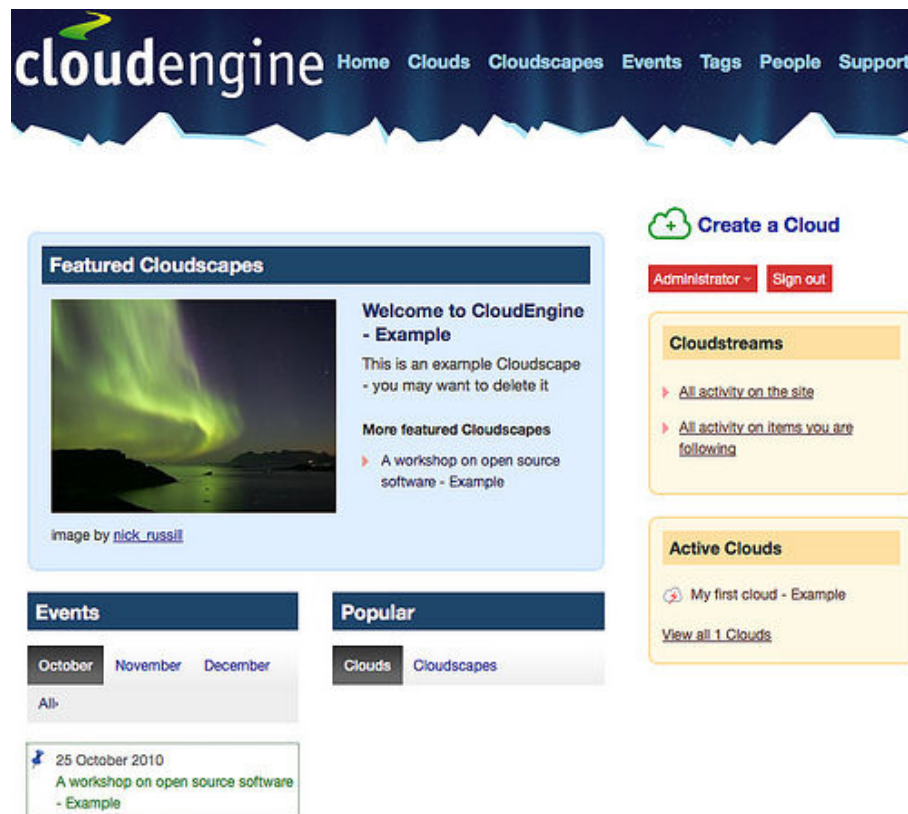 cloudengine
Home Clouds Cloudscapes Events Tags People Support
Featured Cloudscapes
Welcome to CloudEngine
- Example
This is an example Cloudscape
- you may want to delete it
More featured Cloudscapes
A workshop on open source
software - Example
image by nick_russill
Events
October November December
All
25 October 2010
A workshop on open source software
- Example
Popular
Clouds Cloudscapes
Create a Cloud
Administrator
Sign out
Cloudstreams
All activity on the site
All activity on items you are
following
Active Clouds
My first cloud - Example
View all 1 Clouds